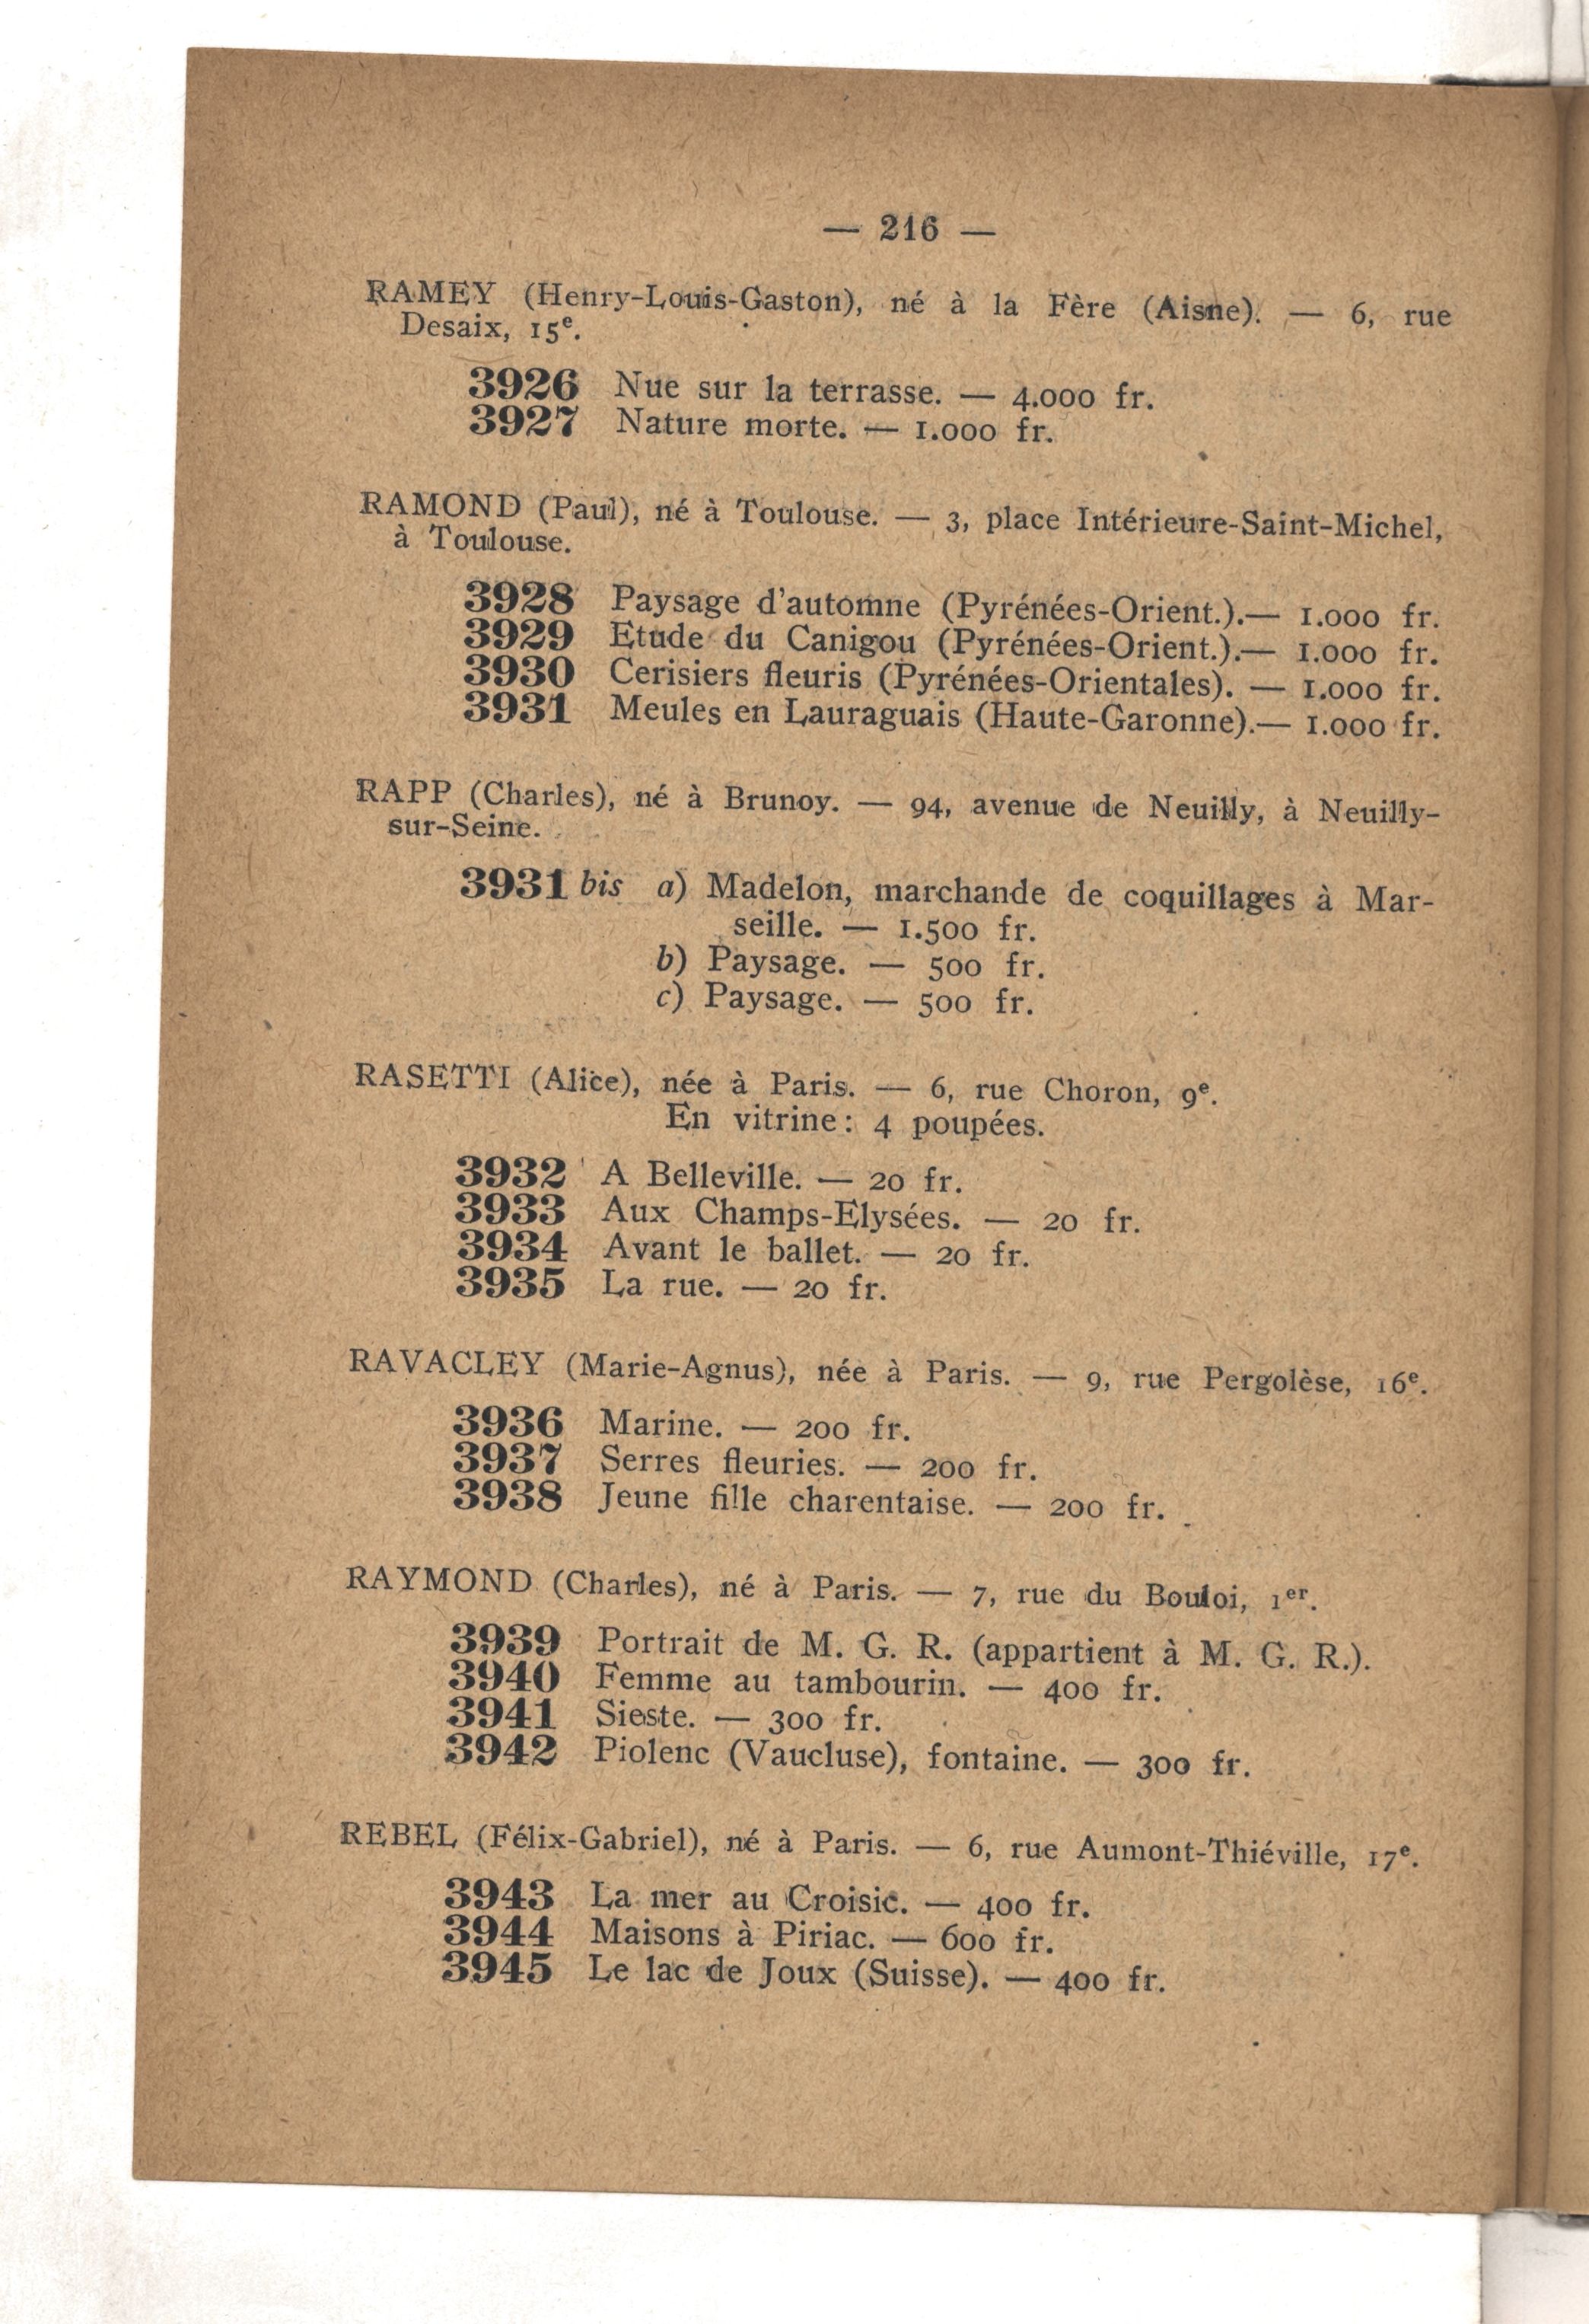 — 216 —
RAMEY (Henry-Louis-Gaston), né à la Fère (Aisne). — 6, rue
Desaix, 15e.
3926 Nue sur la terrasse. — 4.000 fr.
3927 Nature morte. — 1.000 fr.
RAMOND (Paul), né à Toulouse. — 3, place Intérieure-Saint-Michel,
à Toulouse.
3928 Paysage d'automne (Pyrénées-Orient.).— 1.000 fr.
3929 Etude du Canigou (Pyrénées-Orient.).— 1.000 fr.
3930 Cerisiers fleuris (Pyrénées-Orientales). — 1.000 fr.
3931 Meules en Lauraguais (Haute-Garonne).— 1.000 fr.
RAPP (Charles), né à Brunoy. — 94, avenue de Neuilly, à Neuilly-
sur-Seine.
3931 bis a) Madelon, marchande de coquillages à Mar-
seille. — 1.500 fr.
b) Paysage. — 500 fr.
c) Paysage. — 500 fr.
RASETTI (Alice), née à Paris. — 6, rue Choron, 9e.
En vitrine : 4 poupées.
3932 A Belleville. — 20 fr.
3933 Aux Champs-Elysées. — 20 fr.
3934 Avant le ballet. — 20 fr.
3935 La rue. — 20 fr.
RAVACLEY (Marie-Agnus), née à Paris. — 9, rue Pergolèse, 16e.
3936 Marine. — 200 fr.
3937 Serres fleuries. — 200 fr.
3938 Jeune fille charentaise. — 200 fr.
RAYMOND (Charles), né à Paris. — 7, rue du Bouloi, 1er.
3939 Portrait de M. G. R. (appartient à M. G. R.).
3940 Femme au tambourin. — 400 fr.
3941 Sieste. — 300 fr.
3942 Piolenc (Vaucluse), fontaine. — 300 fr.
REBEL (Félix-Gabriel), né à Paris. — 6, rue Aumont-Thiéville, 17e.
3943 La mer au Croisic. — 400 fr.
3944 Maisons à Piriac. — 600 fr.
3945 Le lac de Joux (Suisse). — 400 fr.